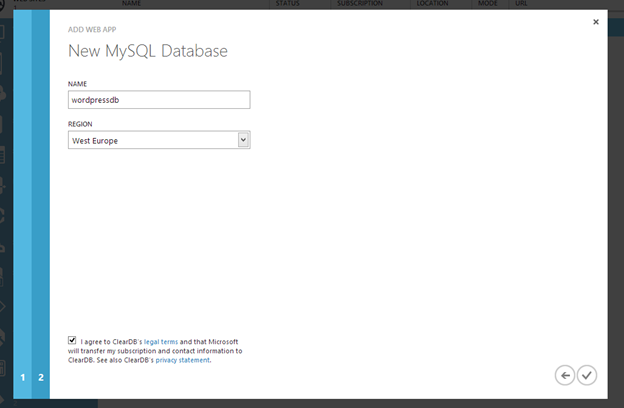 NAME STATUS SUBSCRIPTION LOCATION MODE URL
ADD WEB APP
New MySQL Database
NAME
wordpressdb
REGION
West Europe
I agree to ClearDB's legal terms and that Microsoft
will transfer my subscription and contact information to
ClearDB. See also ClearDB's privacy statement.
1 2